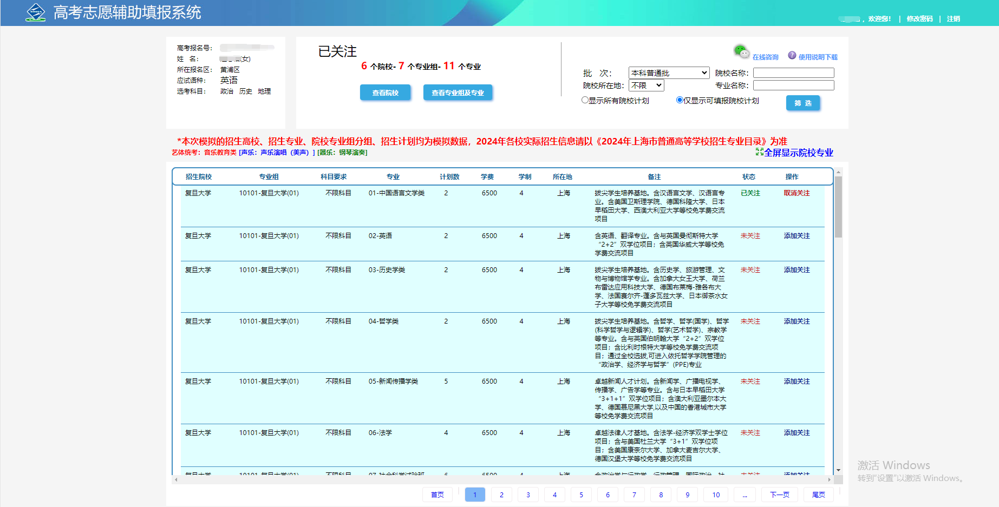 高考志愿辅助填报系统
，欢迎您！ | 修改密码 | 注销
高考报名号：
姓 名： (女)
所在报名区： 黄浦区
应试语种： 英语
选考科目： 政治 历史 地理
已关注
6 个院校- 7 个专业组- 11 个专业
查看院校 查看专业组及专业
在线咨询 使用说明下载
批 次： 本科普通批 院校名称：
院校所在地： 不限 专业名称：
显示所有院校计划 仅显示可填报院校计划 筛 选
*本次模拟的招生高校、招生专业、院校专业组分组、招生计划均为模拟数据，2024年各校实际招生信息请以《2024年上海市普通高等学校招生专业目录》为准
艺体统考：音乐教育类 [声乐：声乐演唱（美声）] [器乐：钢琴演奏]
全屏显示院校专业
招生院校 专业组 科目要求 专业 计划数 学费 学制 所在地 备注 状态 操作
复旦大学 10101-复旦大学(01) 不限科目 01-中国语言文学类 2 6500 4 上海 拔尖学生培养基地。含汉语言文学、汉语言专 已关注 取消关注
业。含美国卫斯理学院、德国科隆大学、日本
早稻田大学、西澳大利亚大学等校免学费交流
项目
复旦大学 10101-复旦大学(01) 不限科目 02-英语 2 6500 4 上海 含英语、翻译专业。含与英国曼彻斯特大学 未关注 添加关注
“2+2”双学位项目；含英国华威大学等校免
学费交流项目
复旦大学 10101-复旦大学(01) 不限科目 03-历史学类 2 6500 4 上海 拔尖学生培养基地。含历史学、旅游管理、文 未关注 添加关注
物与博物馆学专业。含加拿大女王大学、荷兰
布雷达应用科技大学、德国布莱梅-雅各布大
学、法国赛尔齐-蓬多瓦兹大学、日本御茶水女
子大学等校免学费交流项目
复旦大学 10101-复旦大学(01) 不限科目 04-哲学类 2 6500 4 上海 拔尖学生培养基地。含哲学、哲学(国学)、哲学 未关注 添加关注
(科学哲学与逻辑学)、哲学(艺术哲学)、宗教学
等专业。含与英国伯明翰大学“2+2”双学位
项目；含比利时根特大学等校免学费交流项
目；通过全校选拔,可进入依托哲学学院管理的
“政治学、经济学与哲学”(PPE)专业
复旦大学 10101-复旦大学(01) 不限科目 05-新闻传播学类 5 6500 4 上海 卓越新闻人才计划。含新闻学、广播电视学、 未关注 添加关注
传播学、广告学等专业。含与日本早稻田大学
“3+1+1”双学位项目；含澳大利亚墨尔本大
学、德国慕尼黑大学,以及中国的香港城市大学
等校免学费交流项目
复旦大学 10101-复旦大学(01) 不限科目 06-法学 4 6500 4 上海 卓越法律人才基地。含法学-经济学双学士学位 未关注 添加关注
项目；含与美国杜兰大学“3+1”双学位项
目；含美国康奈尔大学、加拿大麦吉尔大学、
德国汉堡大学等校免学费交流项目
复旦大学 10101-复旦大学(01) 不限科目 07-社会科学试验班 6 6500 4 上海 含政治学与行政学、行政管理、国际政治、社 未关注 添加关注
首页 1 2 3 4 5 6 7 8 9 10 ... 下一页 尾页
激活 Windows
转到“设置”以激活 Windows。